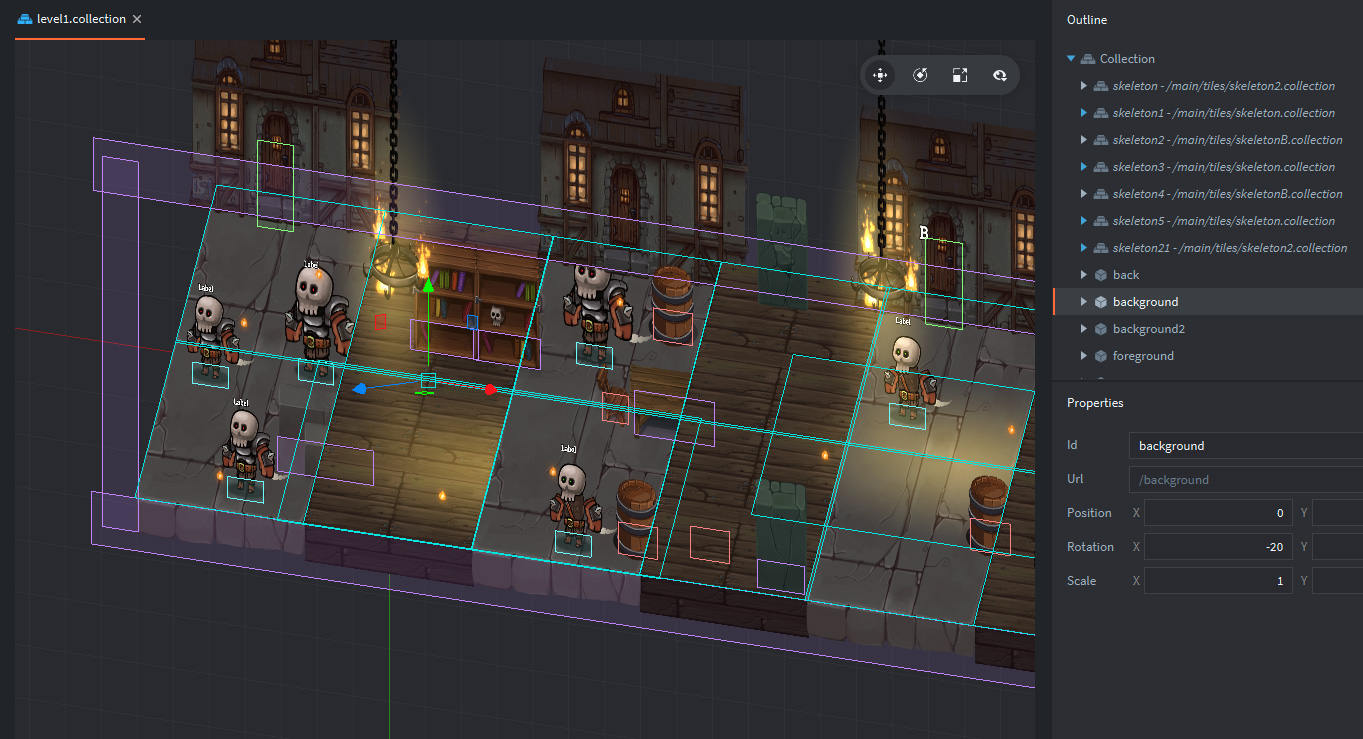 level1.collection
Outline
Collection
skeleton - /main/tiles/skeleton2.collection
skeleton1 - /main/tiles/skeleton.collection
skeleton2 - /main/tiles/skeletonB.collection
skeleton3 - /main/tiles/skeleton.collection
skeleton4 - /main/tiles/skeletonB.collection
skeleton5 - /main/tiles/skeleton.collection
skeleton21 - /main/tiles/skeleton2.collection
back
background
background2
foreground
B
Label
Label
Label
Label
Label
Properties
Id background
Url /background
Position X 0 Y
Rotation X -20 Y
Scale X 1 Y